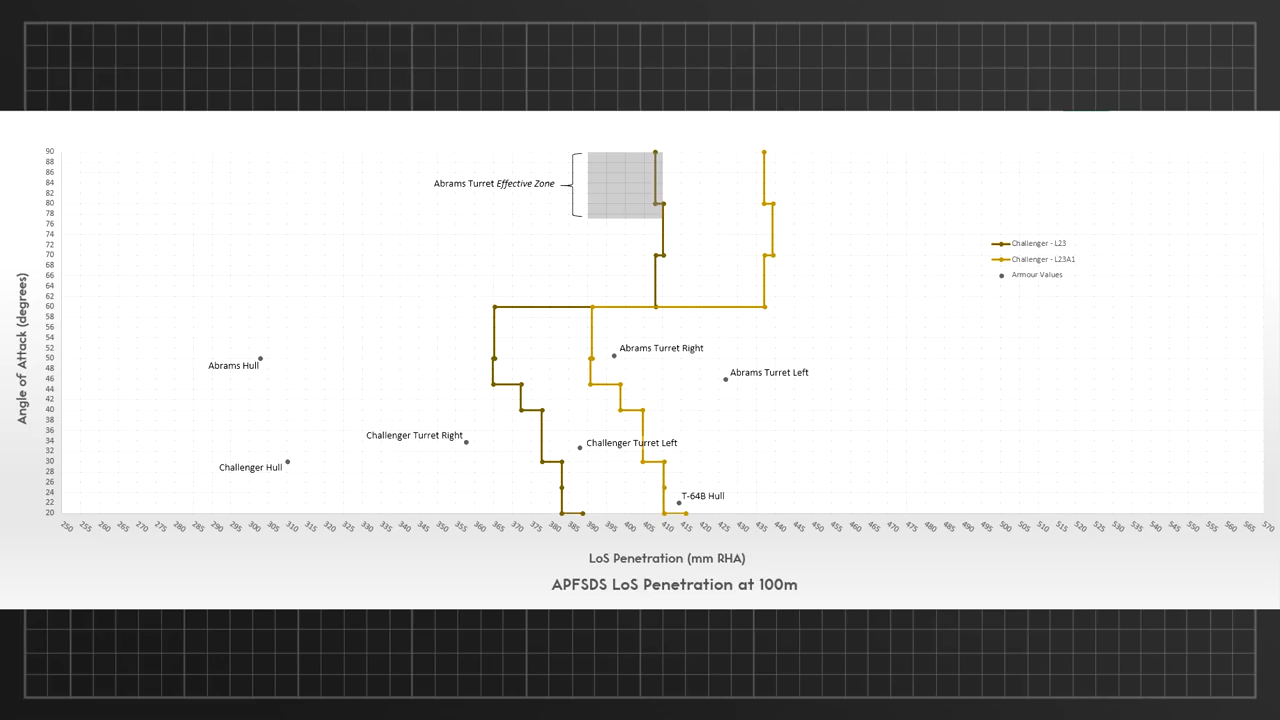 90
88
86
84
82
80
78
76
74
72
70
68
66
64
62
60
58
56
54
52
50
48
46
44
42
40
38
36
34
32
30
28
26
24
22
20
Angle of Attack (degrees)
Abrams Turret Effective Zone
Challenger - L23
Challenger - L23A1
Armour Values
Abrams Turret Right
Abrams Hull
Abrams Turret Left
Challenger Turret Right
Challenger Turret Left
Challenger Hull
T-64B Hull
250 255 260 265 270 275 280 285 290 295 300 305 310 315 320 325 330 335 340 345 350 355 360 365 370 375 380 385 390 395 400 405 410 415 420 425 430 435 440 445 450 455 460 465 470 475 480 485 490 495 500 505 510 515 520 525 530 535 540 545 550 555 560 565 570
LoS Penetration (mm RHA)
APFSDS LoS Penetration at 100m